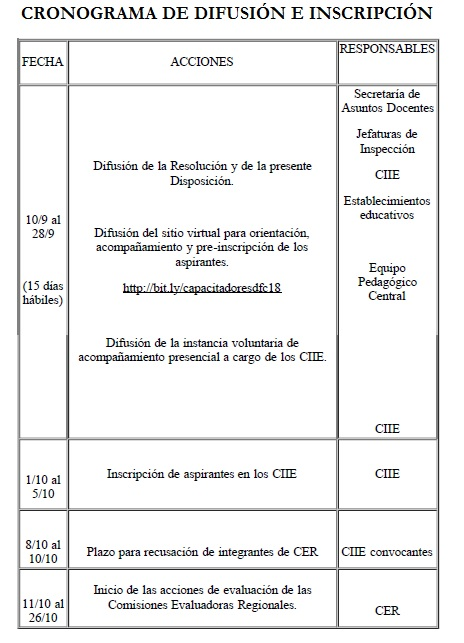 CRONOGRAMA DE DIFUSIÓN E INSCRIPCIÓN
FECHA
ACCIONES
RESPONSABLES
10/9 al
28/9
(15 días
hábiles)
Difusión de la Resolución y de la presente
Disposición.
Difusión del sitio virtual para orientación,
acompañamiento y pre-inscripción de los
aspirantes.
http://bit.ly/capacitadoresdfc18
Difusión de la instancia voluntaria de
acompañamiento presencial a cargo de los CIIE.
Secretaría de
Asuntos Docentes
Jefaturas de
Inspección
CIIE
Establecimientos
educativos
Equipo
Pedagógico
Central
CIIE
1/10 al
5/10
Inscripción de aspirantes en los CIIE
CIIE
8/10 al
10/10
Plazo para recusación de integrantes de CER
CIIE convocantes
11/10 al
26/10
Inicio de las acciones de evaluación de las
Comisiones Evaluadoras Regionales.
CER